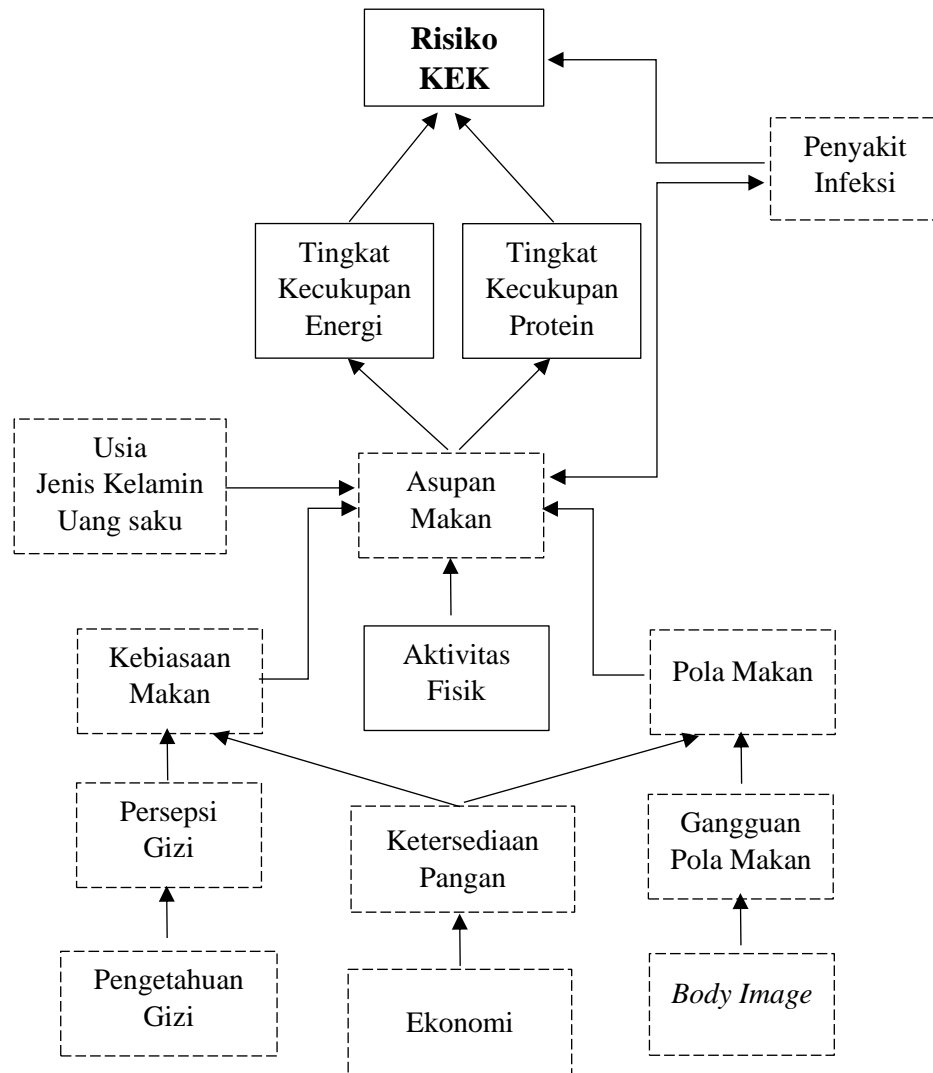 Risiko
KEK
Penyakit
Infeksi
Tingkat
Kecukupan
Energi
Tingkat
Kecukupan
Protein
Usia
Jenis Kelamin
Uang saku
Asupan
Makan
Kebiasaan
Makan
Aktivitas
Fisik
Pola Makan
Persepsi
Gizi
Ketersediaan
Pangan
Gangguan
Pola Makan
Pengetahuan
Gizi
Ekonomi
Body Image